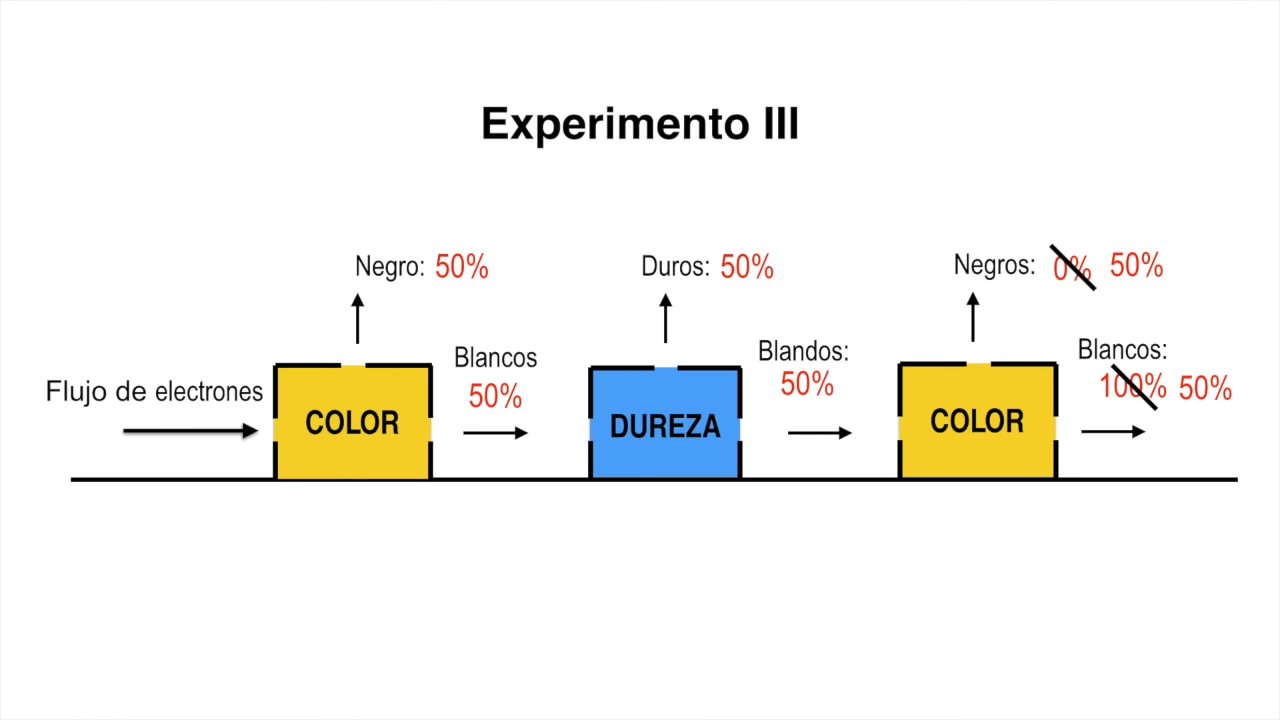 Experimento III
Negro: 50%
Duros: 50%
Negros: 0% 50%
Blancos
50%
Blandos:
50%
Blancos:
100% 50%
Flujo de electrones
COLOR
DUREZA
COLOR